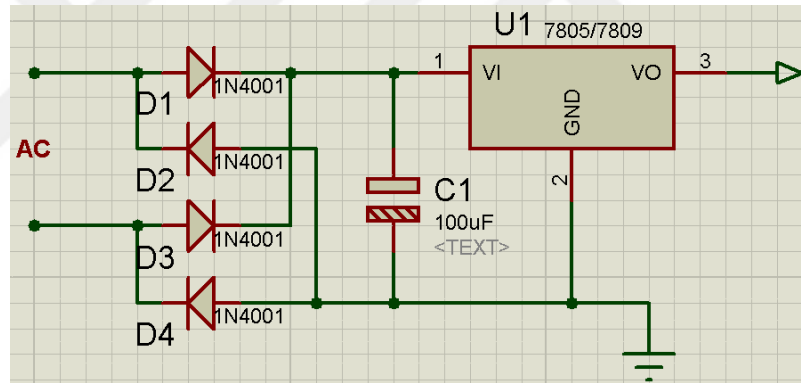 U1 7805/7809
1
VI
VO
3
GND
2
D1
1N4001
AC
D2
1N4001
D3
1N4001
D4
1N4001
C1
100uF
<TEXT>